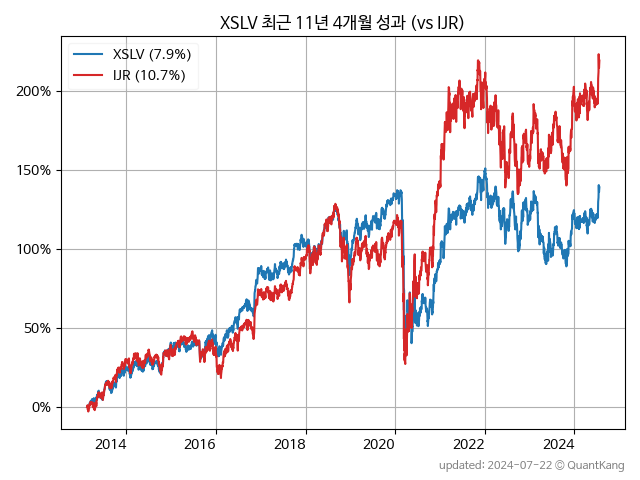 XSLV 최근 11년 4개월 성과 (vs IJR)
XSLV (7.9%)
IJR (10.7%)
200%
150%
100%
50%
0%
2014 2016 2018 2020 2022 2024
updated: 2024-07-22 © QuantKang